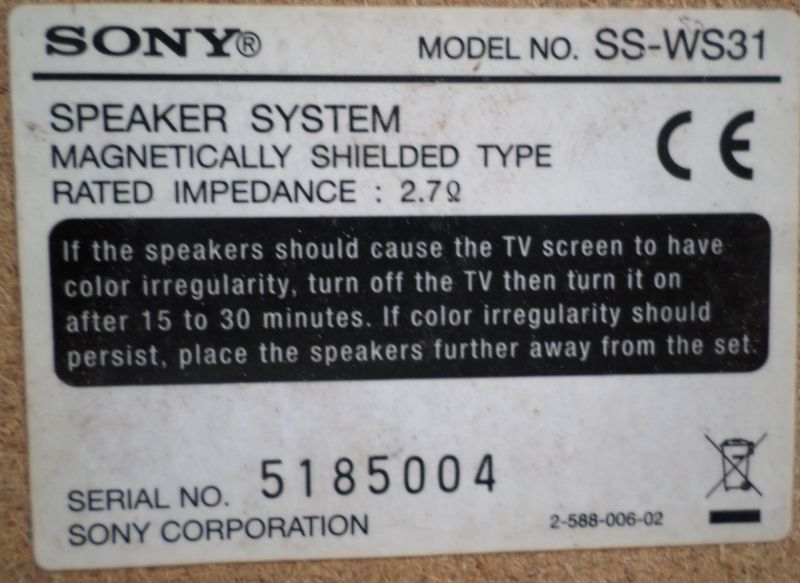 SONY®
MODEL NO. SS-WS31
SPEAKER SYSTEM
MAGNETICALLY SHIELDED TYPE
RATED IMPEDANCE : 2.7Ω
CE
If the speakers should cause the TV screen to have
color irregularity, turn off the TV then turn it on
after 15 to 30 minutes. If color irregularity should
persist, place the speakers further away from the set.
SERIAL NO. 5185004
SONY CORPORATION
2-588-006-02